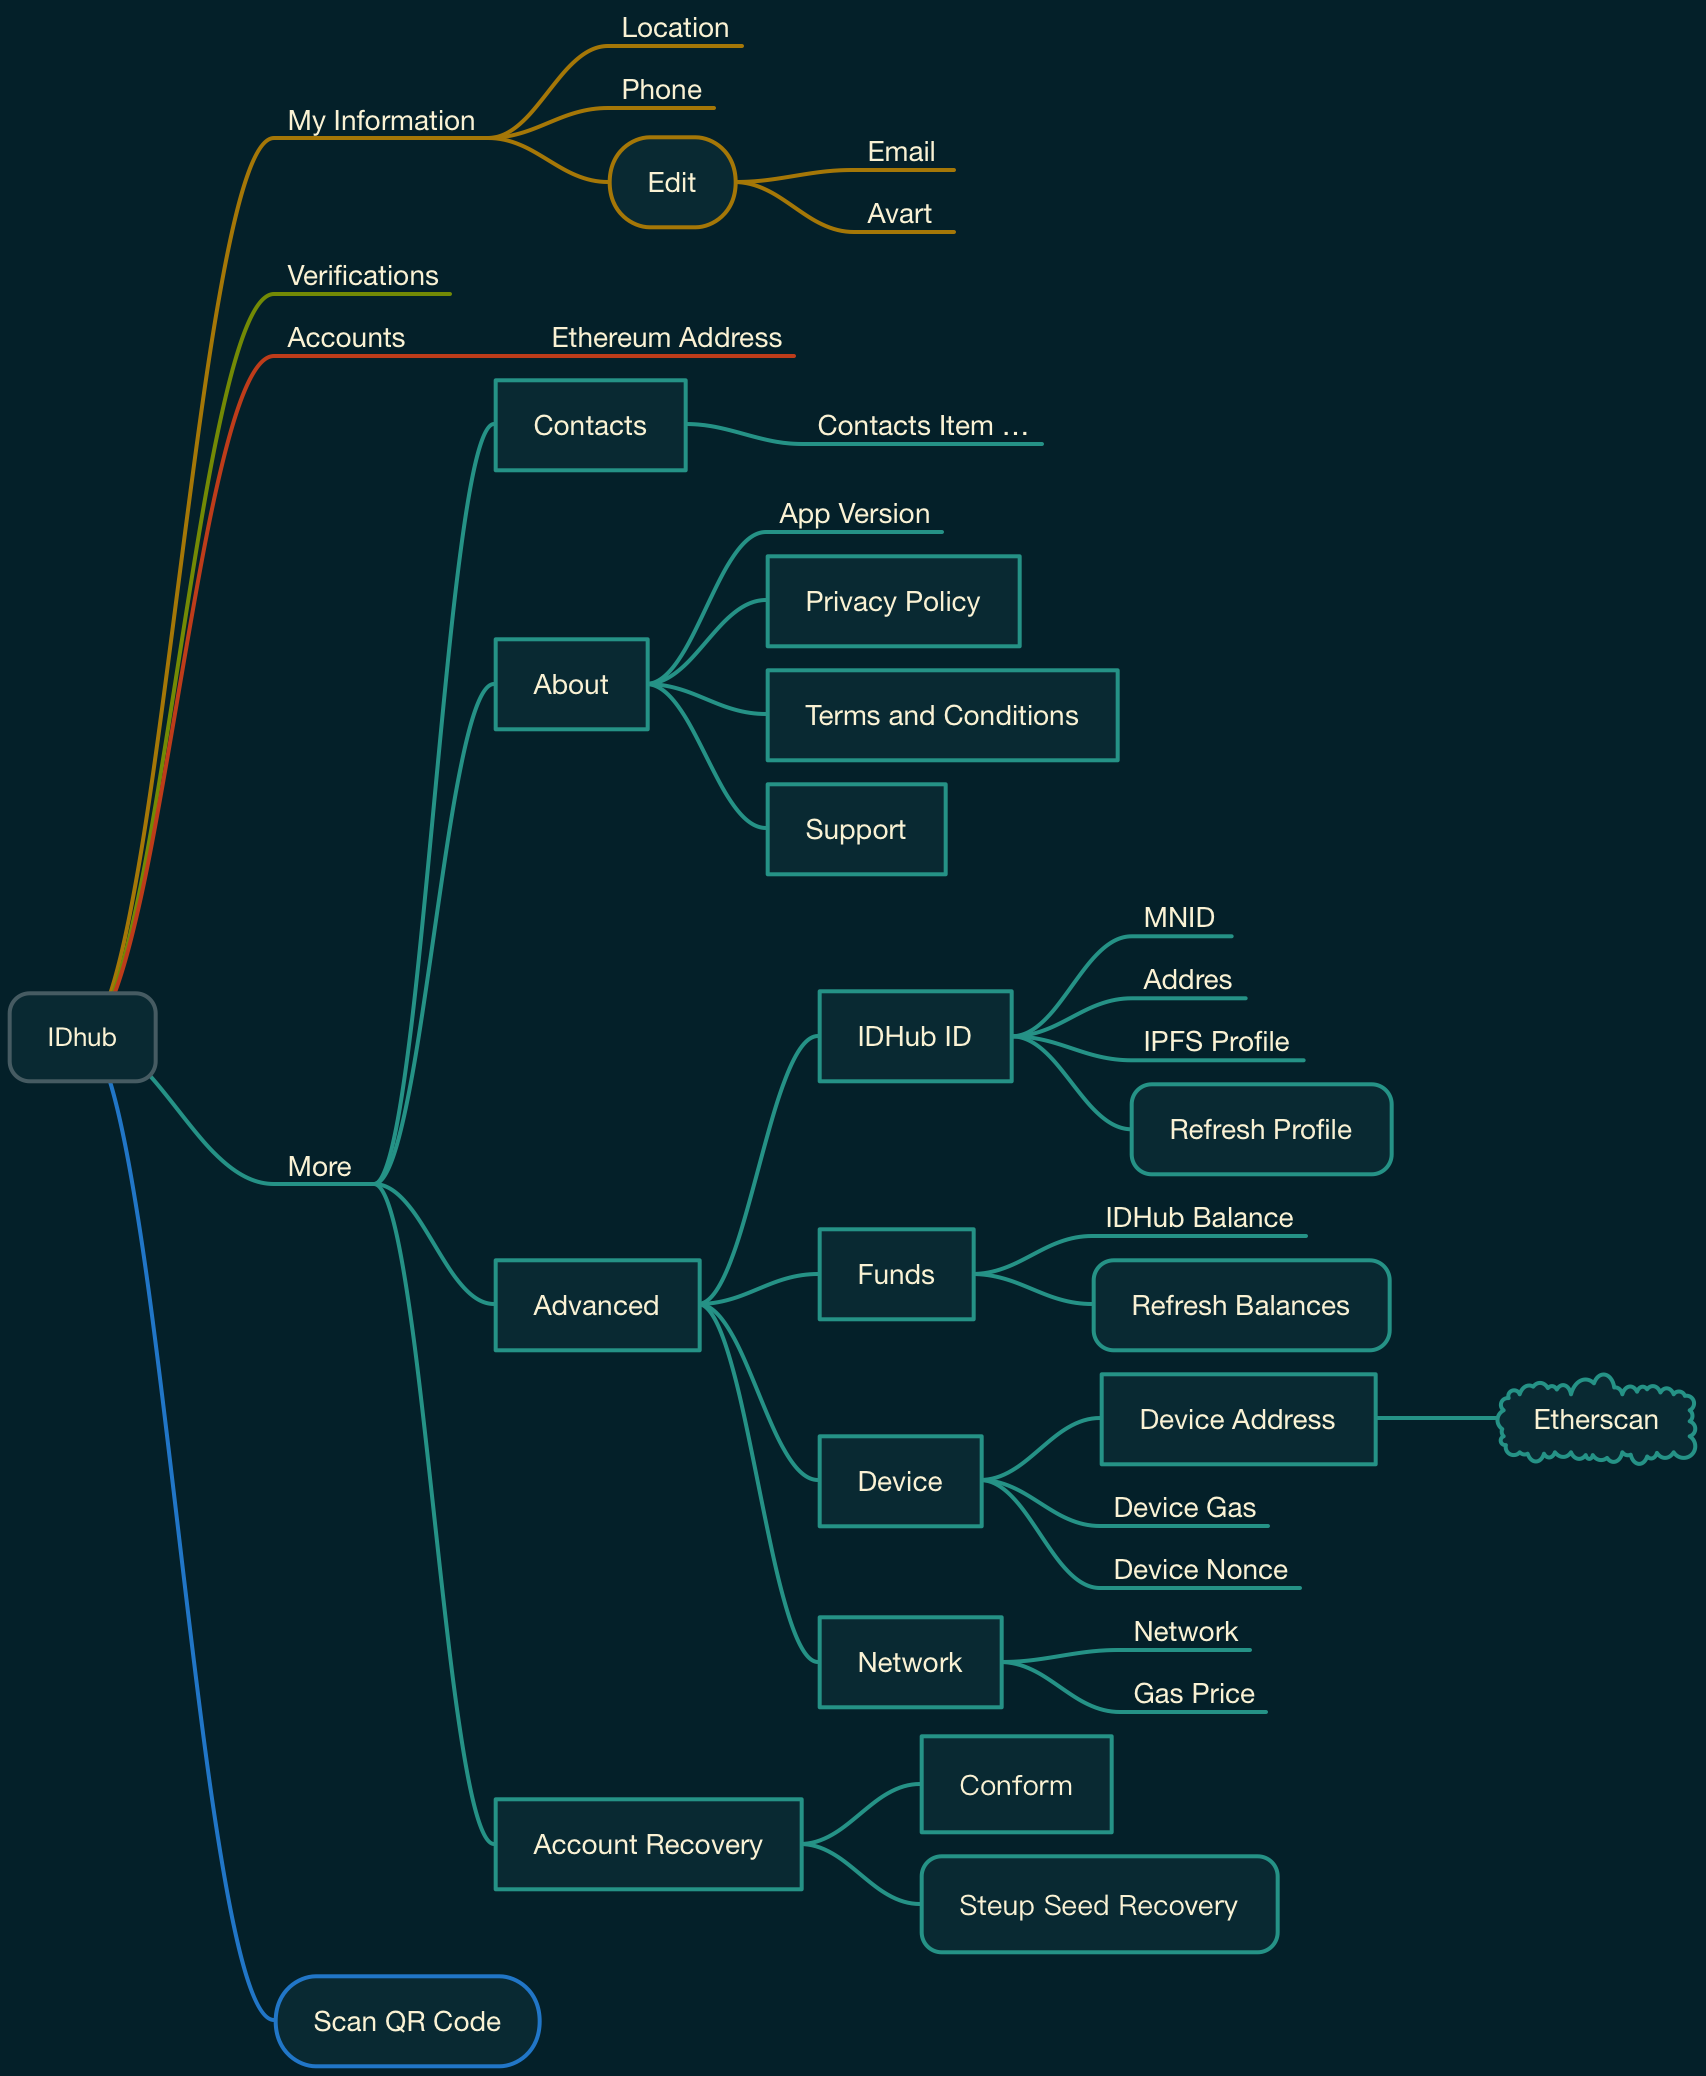 Location
Phone
My Information
Edit
Email
Avart
Verifications
Accounts
Ethereum Address
Contacts
Contacts Item ...
App Version
Privacy Policy
About
Terms and Conditions
Support
MNID
Addres
IDhub
IDHub ID
IPFS Profile
Refresh Profile
More
IDHub Balance
Funds
Advanced
Refresh Balances
Device Address
Etherscan
Device
Device Gas
Device Nonce
Network
Network
Gas Price
Conform
Account Recovery
Steup Seed Recovery
Scan QR Code